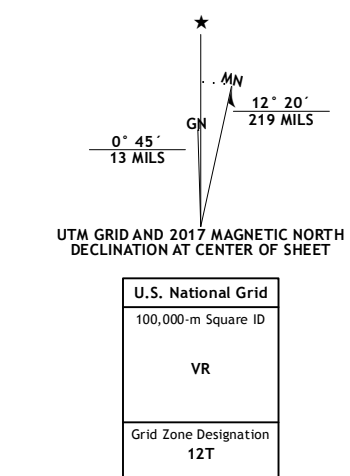 ★
MN
12° 20´
219 MILS
GN
0° 45´
13 MILS
UTM GRID AND 2017 MAGNETIC NORTH
DECLINATION AT CENTER OF SHEET
U.S. National Grid
100,000-m Square ID
VR
Grid Zone Designation
12T